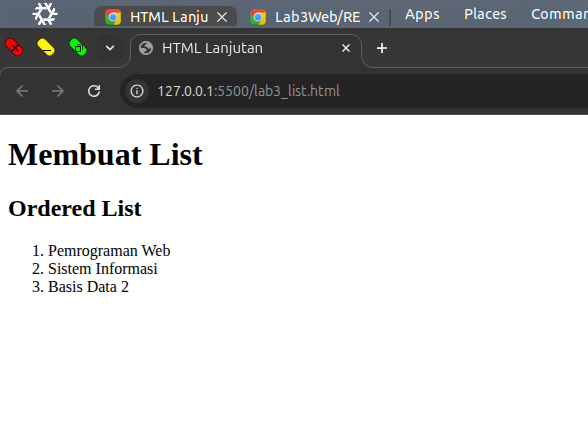 HTML Lanju
Lab3Web/RE
Apps
Places
Comman
HTML Lanjutan
127.0.0.1:5500/lab3_list.html
Membuat List
Ordered List
1. Pemrograman Web
2. Sistem Informasi
3. Basis Data 2